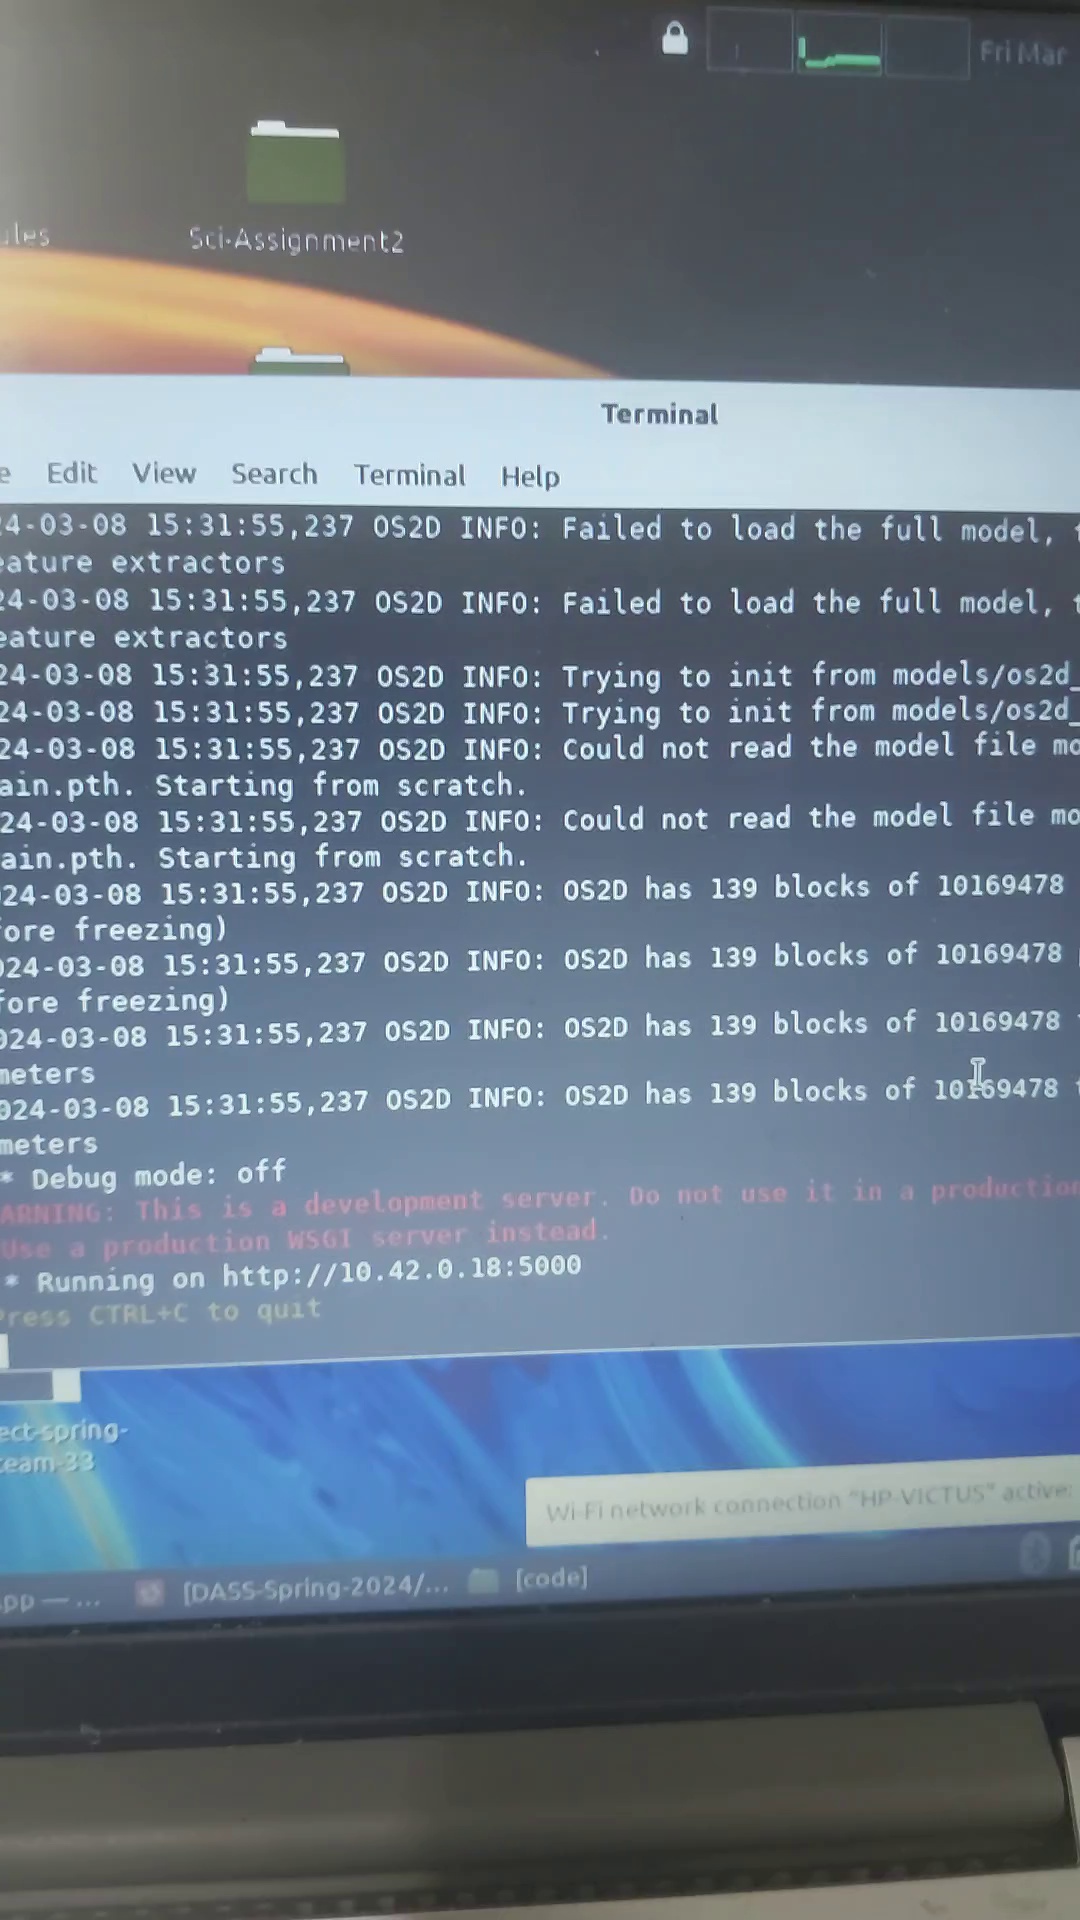 Fri Mar
ules
Sci-Assignment2
Terminal
e Edit View Search Terminal Help
24-03-08 15:31:55,237 OS2D INFO: Failed to load the full model, t
eature extractors
24-03-08 15:31:55,237 OS2D INFO: Failed to load the full model, t
eature extractors
24-03-08 15:31:55,237 OS2D INFO: Trying to init from models/os2d_
24-03-08 15:31:55,237 OS2D INFO: Trying to init from models/os2d_
24-03-08 15:31:55,237 OS2D INFO: Could not read the model file mo
ain.pth. Starting from scratch.
24-03-08 15:31:55,237 OS2D INFO: Could not read the model file mo
ain.pth. Starting from scratch.
024-03-08 15:31:55,237 OS2D INFO: OS2D has 139 blocks of 10169478
fore freezing)
024-03-08 15:31:55,237 OS2D INFO: OS2D has 139 blocks of 10169478
fore freezing)
024-03-08 15:31:55,237 OS2D INFO: OS2D has 139 blocks of 10169478
meters
024-03-08 15:31:55,237 OS2D INFO: OS2D has 139 blocks of 10169478
meters
* Debug mode: off
ARNING: This is a development server. Do not use it in a production
Use a production WSGI server instead.
* Running on http://10.42.0.18:5000
Press CTRL+C to quit
ect-spring-
team-33
Wi-Fi network connection "HP-VICTUS" active:
App — ... [DASS-Spring-2024/... [code]